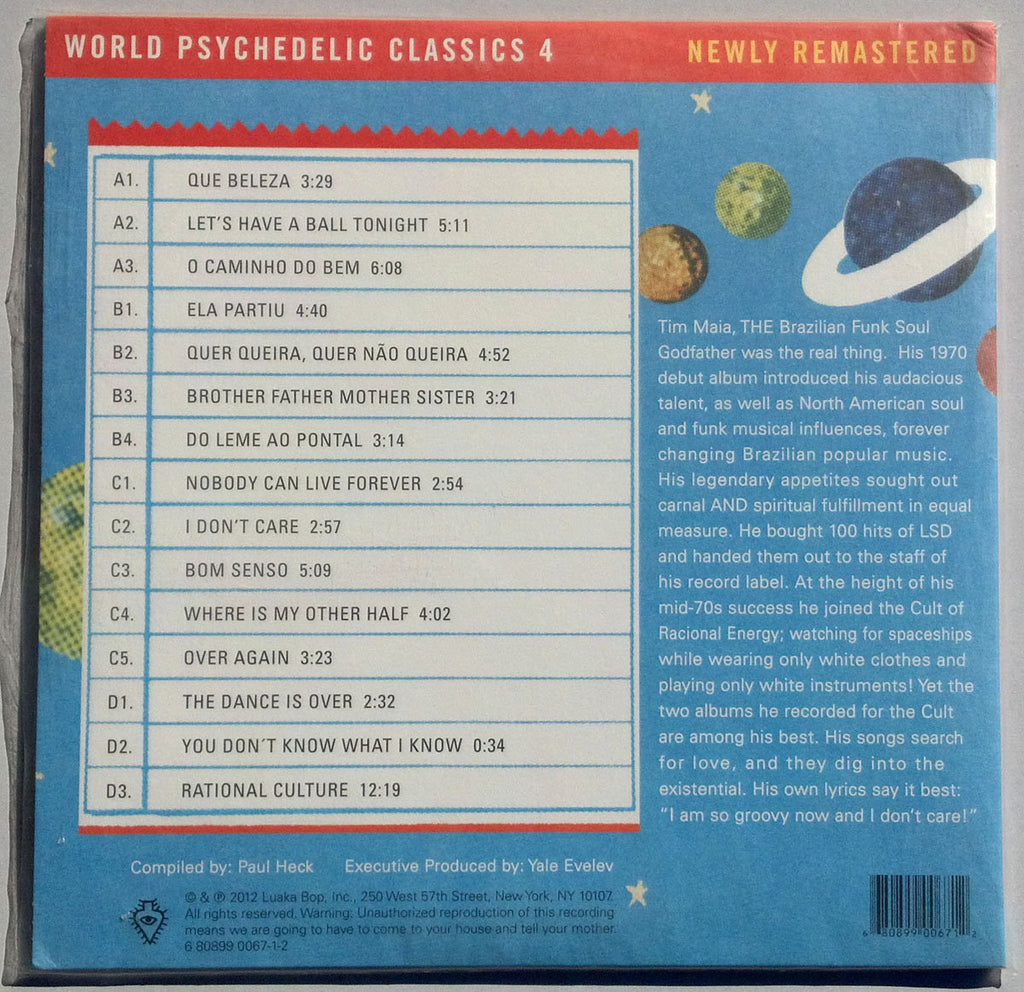 WORLD PSYCHEDELIC CLASSICS 4 NEWLY REMASTERED
A1. QUE BELEZA 3:29
A2. LET'S HAVE A BALL TONIGHT 5:11
A3. O CAMINHO DO BEM 6:08
B1. ELA PARTIU 4:40
B2. QUER QUEIRA, QUER NÃO QUEIRA 4:52
B3. BROTHER FATHER MOTHER SISTER 3:21
B4. DO LEME AO PONTAL 3:14
C1. NOBODY CAN LIVE FOREVER 2:54
C2. I DON'T CARE 2:57
C3. BOM SENSO 5:09
C4. WHERE IS MY OTHER HALF 4:02
C5. OVER AGAIN 3:23
D1. THE DANCE IS OVER 2:32
D2. YOU DON´T KNOW WHAT I KNOW 0:34
D3. RATIONAL CULTURE 12:19
Tim Maia, THE Brazilian Funk Soul
Godfather was the real thing. His 1970
debut album introduced his audacious
talent, as well as North American soul
and funk musical influences, forever
changing Brazilian popular music.
His legendary appetites sought out
carnal AND spiritual fulfillment in equal
measure. He bought 100 hits of LSD
and handed them out to the staff of
his record label. At the height of his
mid-70s success he joined the Cult of
Racional Energy; watching for spaceships
while wearing only white clothes and
playing only white instruments! Yet the
two albums he recorded for the Cult
are among his best. His songs search
for love, and they dig into the
existential. His own lyrics say it best:
"I am so groovy now and I don't care!"
Compiled by: Paul Heck Executive Produced by: Yale Evelev
© & ℗ 2012 Luaka Bop, Inc., 250 West 57th Street, New York, NY 10107.
All rights reserved. Warning: Unauthorized reproduction of this recording
means we are going to have to come to your house and tell your mother.
6 80899 0067-1-2
6 80899 00671 2